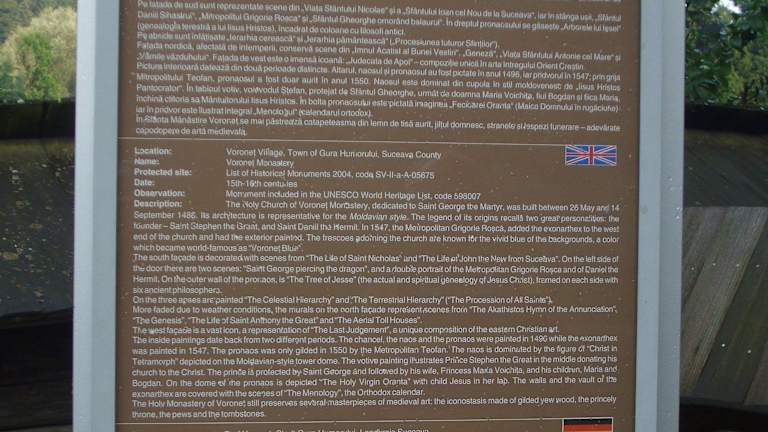 Pe fațada de sud sunt reprezentate scene din „Viața Sfântului Nicolae" și a „Sfântului Ioan cel Nou de la Suceava", iar în stânga ușii, „Sfântul
Daniil Sihastrul", „Mitropolitul Grigorie Roșca" și „Sfântul Gheorghe omorând balaurul". În dreptul pronaosului se găsește „Arborele lui Iesei"
(genealogia terestră a lui Iisus Hristos), încadrat de coloane cu filosofi antici.
Pe abside sunt înfățișate „Ierarhia cerească" și „Ierarhia pământească" („Procesiunea tuturor Sfinților").
Fațada nordică, afectată de intemperii, conservă scene din „Imnul Acatist al Bunei Vestiri", „Geneză", „Viața Sfântului Antonie cel Mare" și
„Vămile văzduhului". Fațada de vest este o imensă icoană: „Judecata de Apoi" – compoziție unică în arta întregului Orient Creștin.
Pictura interioară datează din două perioade distincte. Altarul, naosul și pronaosul au fost pictate în anul 1496, iar pridvorul în 1547; prin grija
Mitropolitului Teofan, pronaosul a fost doar aurit în anul 1550. Naosul este dominat din cupula în stil moldovenesc de „Iisus Hristos
Pantocrator". În tabloul votiv, voievodul Ștefan, protejat de Sfântul Gheorghe, urmat de doamna Maria Voichița, fiul Bogdan și fiica Maria,
închină ctitoria sa Mântuitorului Iisus Hristos. În bolta pronaosului este pictată imaginea „Fecioarei Oranta" (Maica Domnului în rugăciune)
iar în pridvor este ilustrat integral „Menologul" (calendarul ortodox).
În Sfânta Mănăstire Voroneț se mai păstrează catapeteasma din lemn de tisă aurit, jilțul domnesc, stranele și lespezi funerare – adevărate
capodopere de artă medievală.
Location: Voroneț Village, Town of Gura Humorului, Suceava County
Name: Voroneț Monastery
Protected site: List of Historical Monuments 2004, code SV-II-a-A-05675
Date: 15th-16th centuries
Observation: Monument included in the UNESCO World Heritage List, code 598007
Description: The Holy Church of Voroneț Monastery, dedicated to Saint George the Martyr, was built between 26 May and 14
September 1488. Its architecture is representative for the Moldavian style. The legend of its origins recalls two great personalities: the
founder – Saint Stephen the Great, and Saint Daniil the Hermit. In 1547, the Metropolitan Grigorie Roșca, added the exonarthex to the west
end of the church and had the exterior painted. The frescoes adorning the church are known for the vivid blue of the backgrounds, a color
which became world-famous as "Voroneț Blue".
The south façade is decorated with scenes from "The Life of Saint Nicholas" and "The Life of John the New from Suceava". On the left side of
the door there are two scenes: "Saint George piercing the dragon", and a double portrait of the Metropolitan Grigorie Roșca and of Daniel the
Hermit. On the outer wall of the pronaos, is "The Tree of Jesse" (the actual and spiritual genealogy of Jesus Christ), framed on each side with
six ancient philosophers.
On the three apses are painted "The Celestial Hierarchy" and "The Terrestrial Hierarchy" ("The Procession of All Saints").
More faded due to weather conditions, the murals on the north façade represent scenes from "The Akathistos Hymn of the Annunciation",
"The Genesis", "The Life of Saint Anthony the Great" and "The Aerial Toll Houses".
The west façade is a vast icon, a representation of "The Last Judgement", a unique composition of the eastern Christian art.
The inside paintings date back from two different periods. The chancel, the naos and the pronaos were painted in 1496 while the exonarthex
was painted in 1547. The pronaos was only gilded in 1550 by the Metropolitan Teofan. The naos is dominated by the figure of "Christ in
Tetramorph" depicted on the Moldavian-style tower dome. The votive painting illustrates Prince Stephen the Great in the middle donating his
church to the Christ. The prince is protected by Saint George and followed by his wife, Princess Maria Voichița, and his children, Maria and
Bogdan. On the dome of the pronaos is depicted "The Holy Virgin Oranta" with child Jesus in her lap. The walls and the vault of the
exonarthex are covered with the scenes of "The Menology", the Orthodox calendar.
The Holy Monastery of Voroneț still preserves several masterpieces of medieval art: the iconostasis made of gilded yew wood, the princely
throne, the pews and the tombstones.